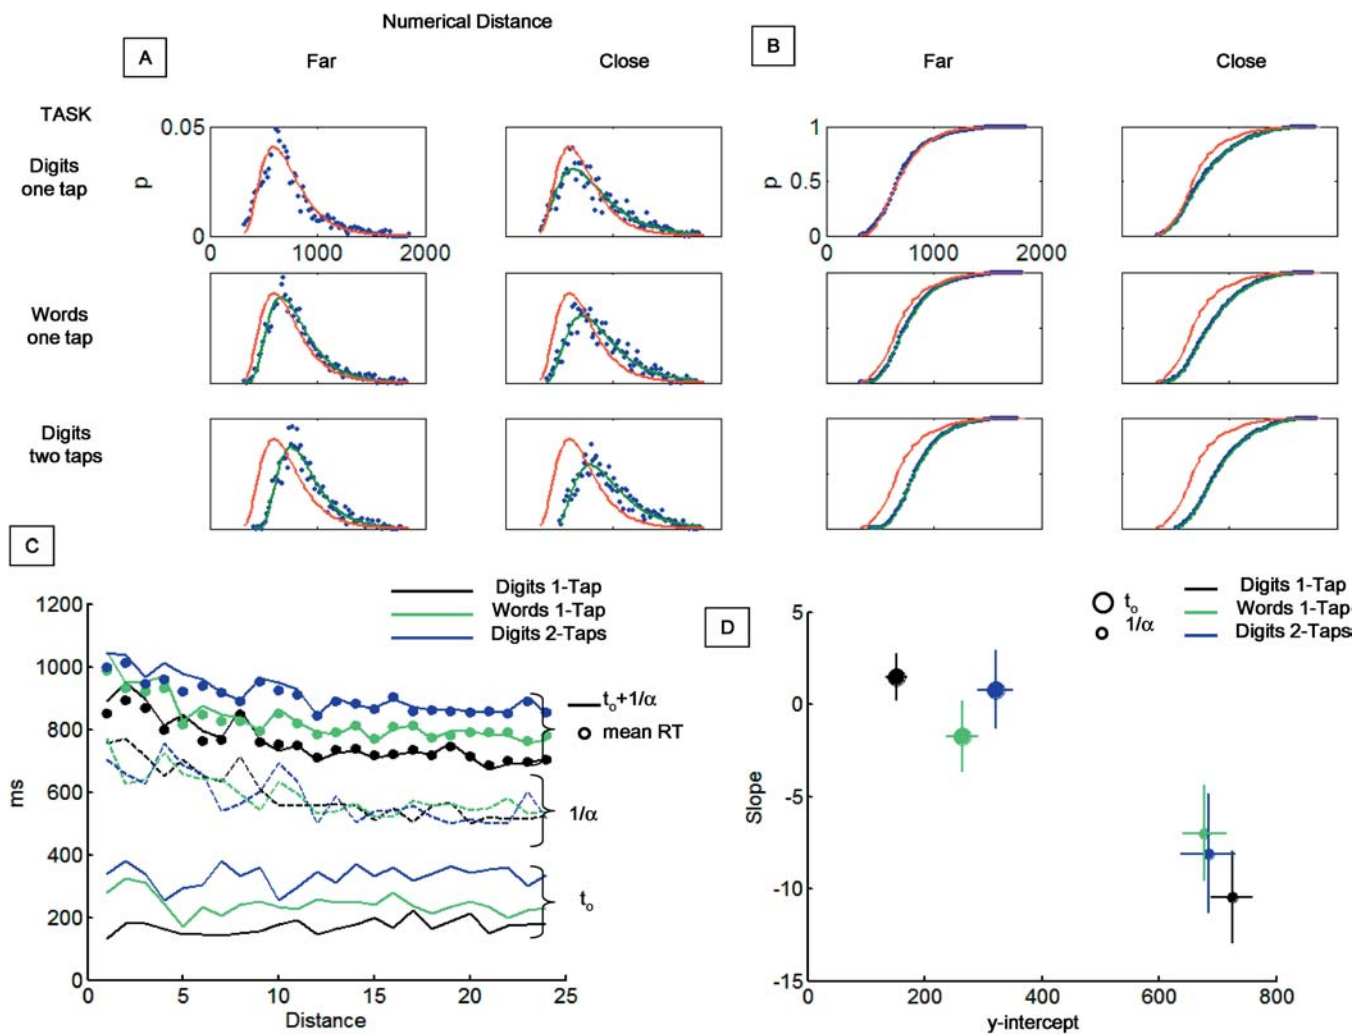 Numerical Distance
A
Far
Close
B
Far
Close
TASK
Digits
one tap
0.05
p
0
0
1000
2000
1
p
0.5
0
0
1000
2000
Words
one tap
Digits
two taps
C
Digits 1-Tap
Words 1-Tap
Digits 2-Taps
1200
1000
800
600
400
200
0
ms
t₀+1/α
mean RT
1/α
t₀
0
5
10
15
20
25
Distance
D
t₀
1/α
Digits 1-Tap
Words 1-Tap
Digits 2-Taps
5
0
-5
-10
-15
Slope
0
200
400
600
800
y-intercept